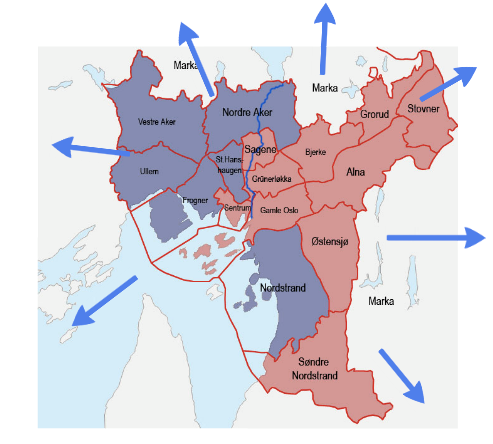 Marka
Marka
Nordre Aker
Vestre Aker
Grorud
Stovner
Sagene
Bjerke
St.Hans-
haugen
Ullern
Grünerløkka
Alna
Frogner
Sentrum
Gamle Oslo
Østensjø
Nordstrand
Marka
Søndre
Nordstrand